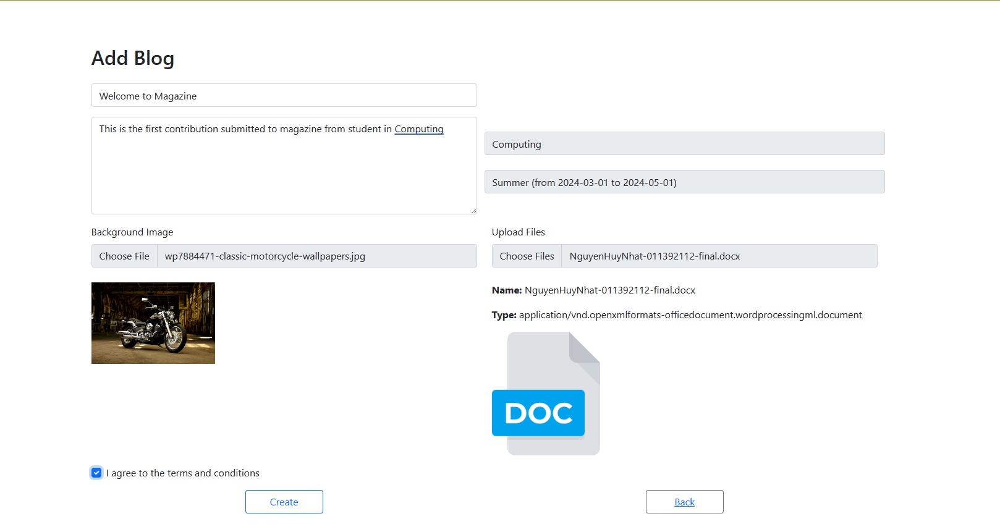 Add Blog
Welcome to Magazine
This is the first contribution submitted to magazine from student in Computing
Computing
Summer (from 2024-03-01 to 2024-05-01)
Background Image
Choose File wp7884471-classic-motorcycle-wallpapers.jpg
Upload Files
Choose Files NguyenHuyNhat-011392112-final.docx
Name: NguyenHuyNhat-011392112-final.docx
Type: application/vnd.openxmlformats-officedocument.wordprocessingml.document
DOC
I agree to the terms and conditions
Create
Back